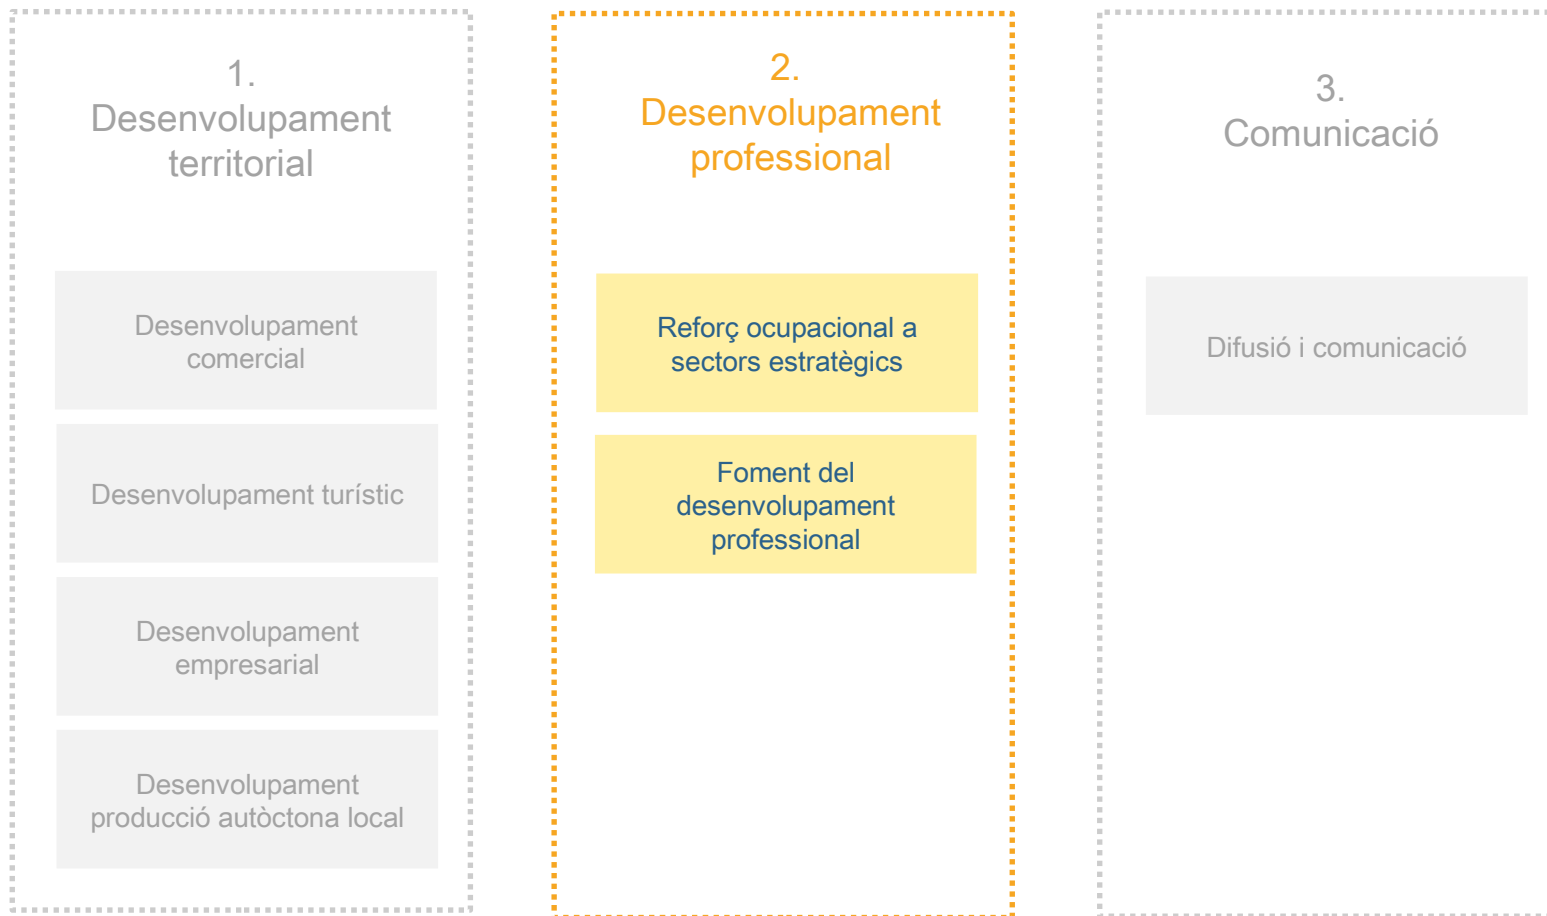 1.
Desenvolupament
territorial
Desenvolupament
comercial
Desenvolupament turístic
Desenvolupament
empresarial
Desenvolupament
producció autòctona local
2.
Desenvolupament
professional
Reforç ocupacional a
sectors estratègics
Foment del
desenvolupament
professional
3.
Comunicació
Difusió i comunicació